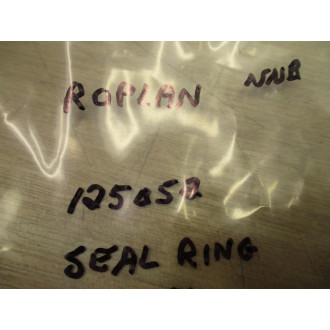 ROPLAN NNB
125052
SEAL RING